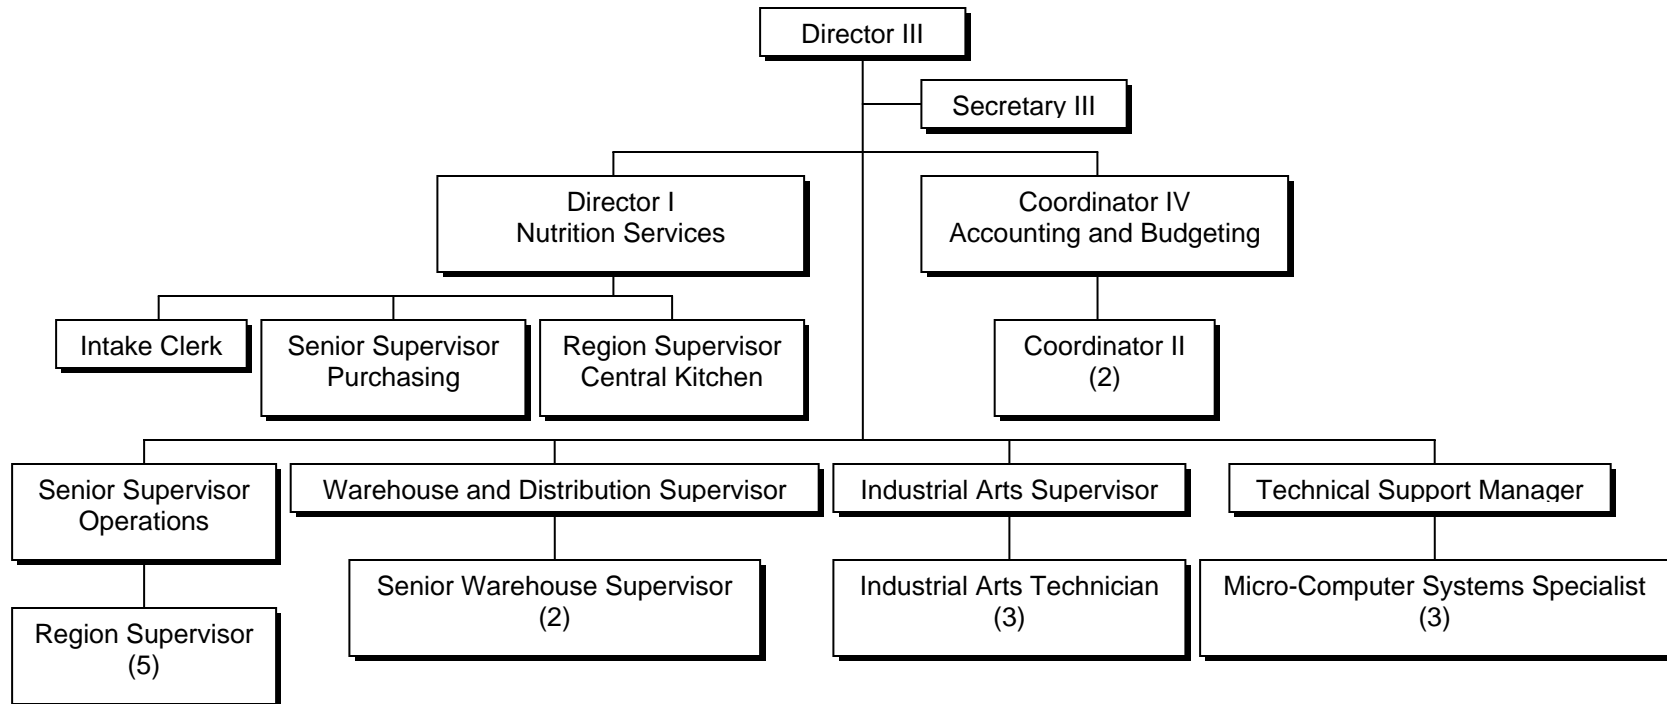 Director III
Secretary III
Director I
Nutrition Services
Coordinator IV
Accounting and Budgeting
Intake Clerk
Senior Supervisor
Purchasing
Region Supervisor
Central Kitchen
Coordinator II
(2)
Senior Supervisor
Operations
Warehouse and Distribution Supervisor
Industrial Arts Supervisor
Technical Support Manager
Region Supervisor
(5)
Senior Warehouse Supervisor
(2)
Industrial Arts Technician
(3)
Micro-Computer Systems Specialist
(3)